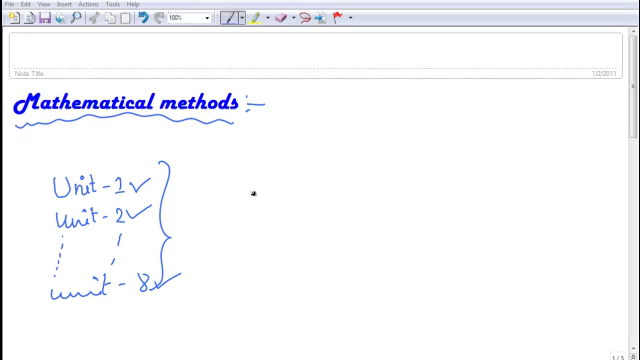 File Edit View Insert Actions Tools Help
100%
Note Title
1/2/2011
Mathematical methods :-
Unit - 1 ✓
unit - 2 ✓
unit - 8 ✓
1/3